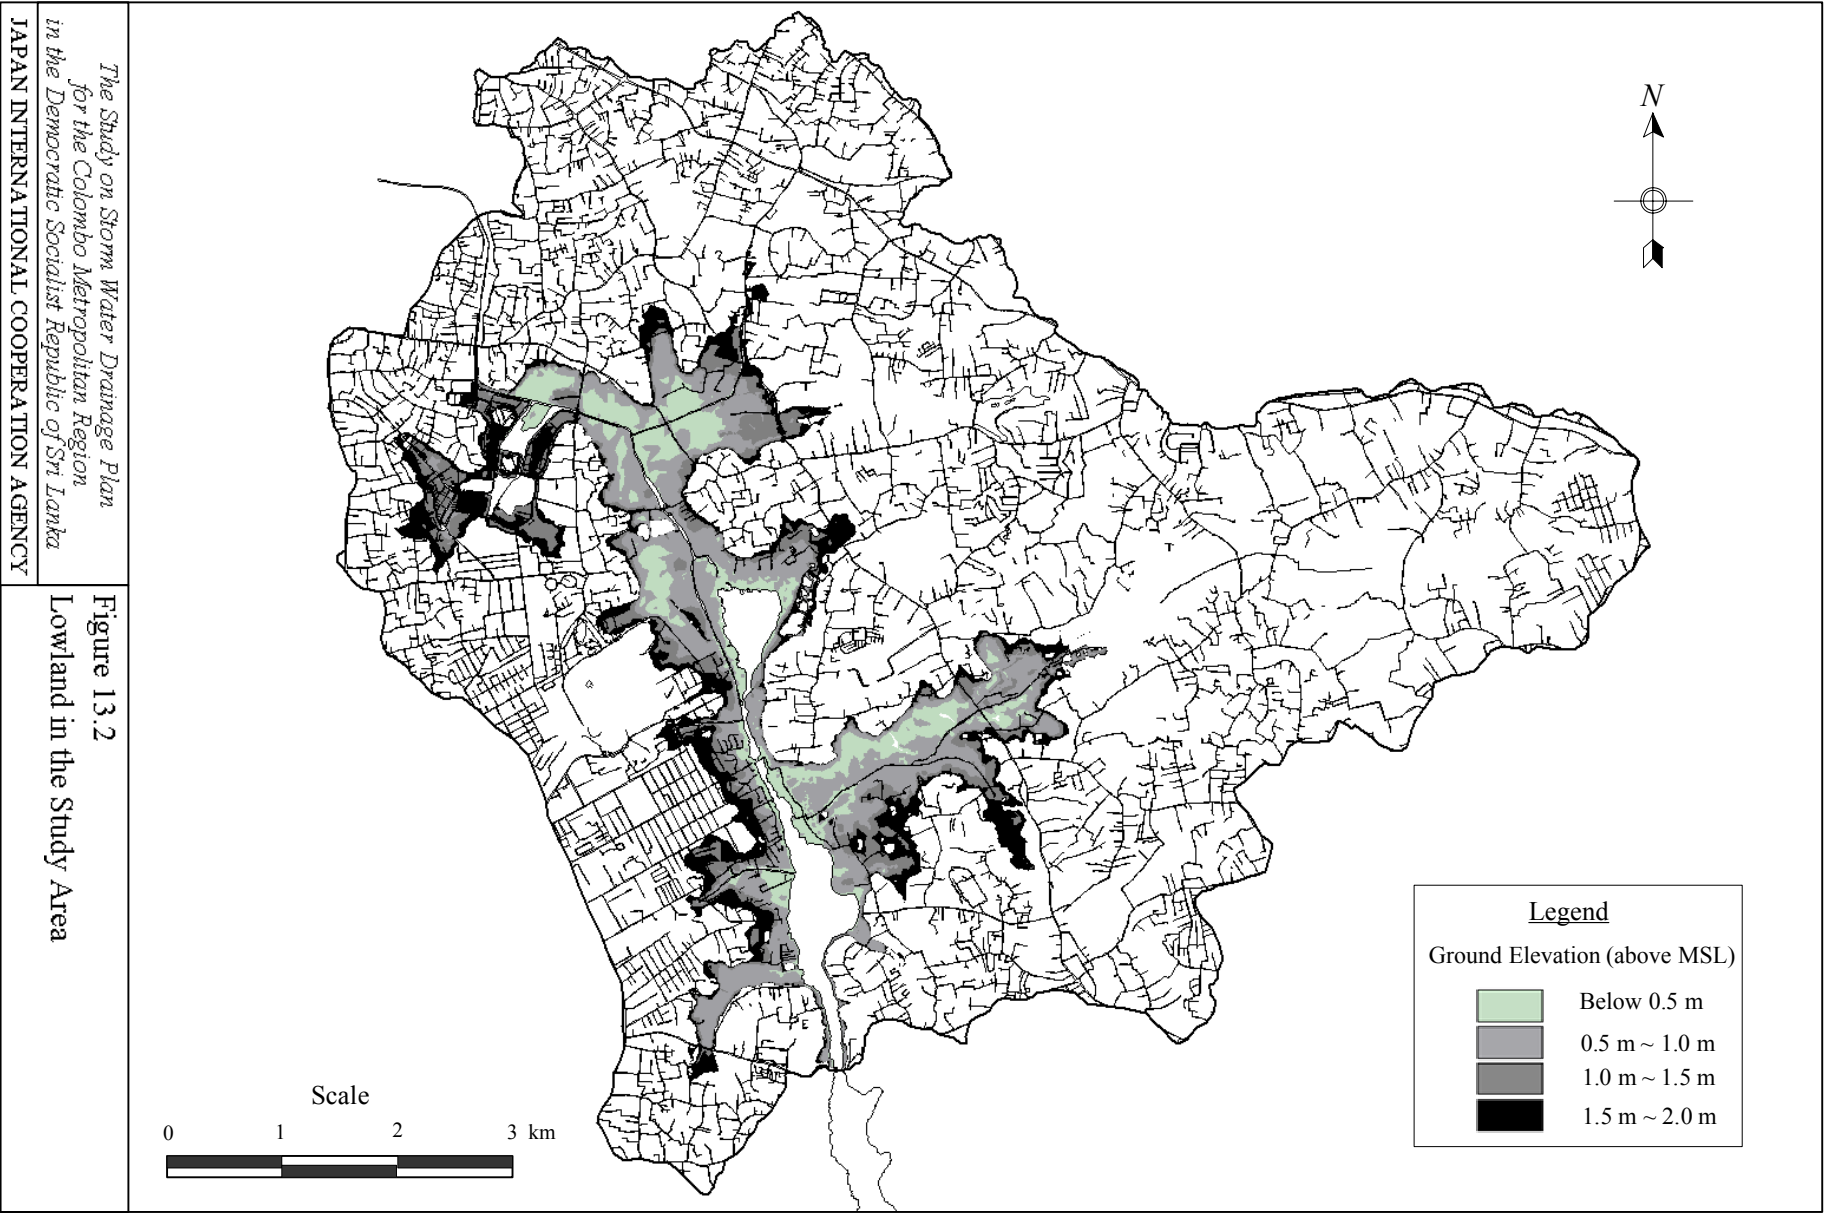 The Study on Storm Water Drainage Plan
for the Colombo Metropolitan Region
in the Democratic Socialist Republic of Sri Lanka
JAPAN INTERNATIONAL COOPERATION AGENCY
Figure 13.2
Lowland in the Study Area
N
T
E
Legend
Ground Elevation (above MSL)
Below 0.5 m
0.5 m ~ 1.0 m
1.0 m ~ 1.5 m
1.5 m ~ 2.0 m
Scale
0 1 2 3 km